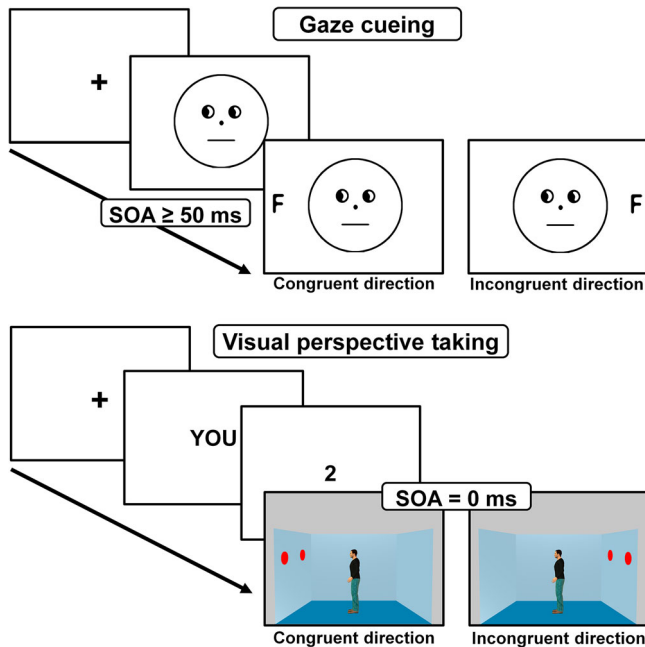 Gaze cueing
+
SOA ≥ 50 ms
F
F
Congruent direction
Incongruent direction
Visual perspective taking
+
YOU
2
SOA = 0 ms
Congruent direction
Incongruent direction